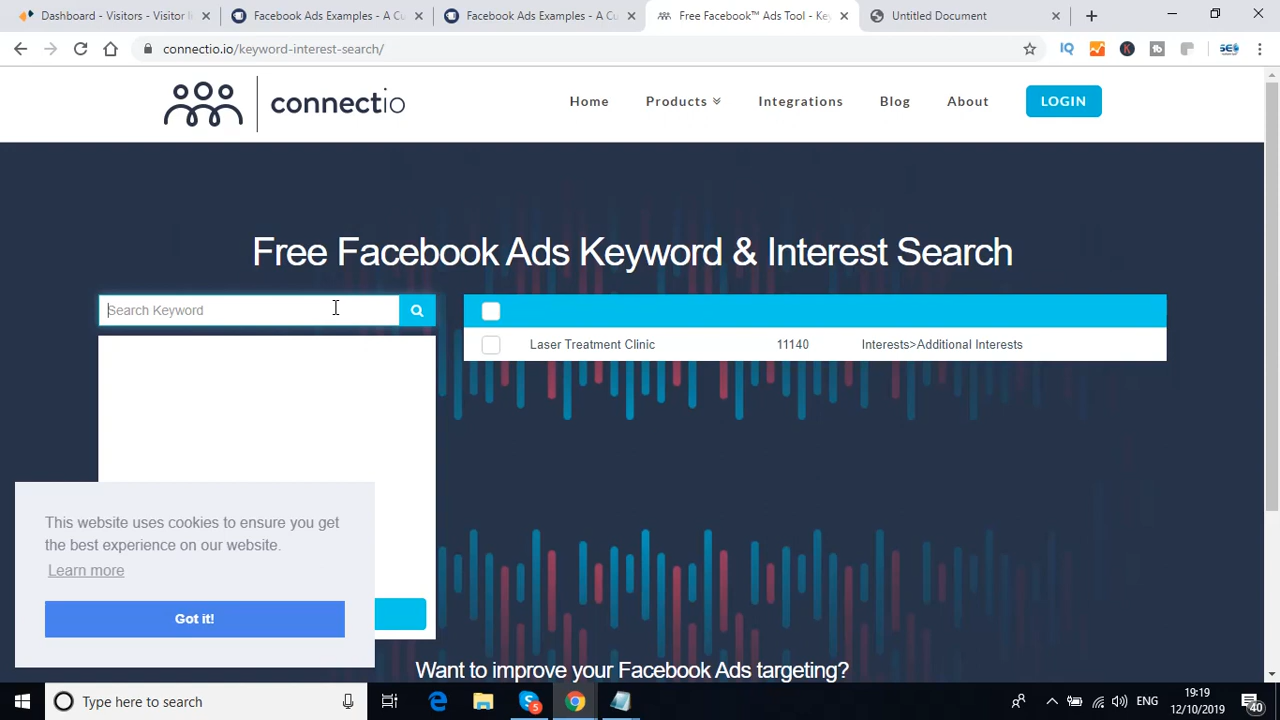 Dashboard - Visitors - Visitor li
Facebook Ads Examples - A Cu
Facebook Ads Examples - A Cu
Free Facebook™ Ads Tool - Key
Untitled Document
connectio.io/keyword-interest-search/
connectio
Home
Products
Integrations
Blog
About
LOGIN
Free Facebook Ads Keyword & Interest Search
Search Keyword
Laser Treatment Clinic 11140 Interests>Additional Interests
This website uses cookies to ensure you get
the best experience on our website.
Learn more
Got it!
Want to improve your Facebook Ads targeting?
Type here to search
5
ENG
19:19
12/10/2019
40